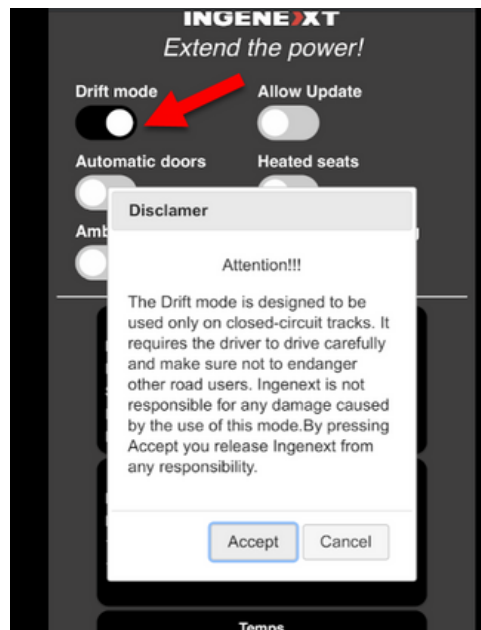 INGENEXT
Extend the power!
Drift mode Allow Update
Automatic doors Heated seats
Amb
Disclamer
Attention!!!
The Drift mode is designed to be
used only on closed-circuit tracks. It
requires the driver to drive carefully
and make sure not to endanger
other road users. Ingenext is not
responsible for any damage caused
by the use of this mode.By pressing
Accept you release Ingenext from
any responsibility.
Accept Cancel
Temps